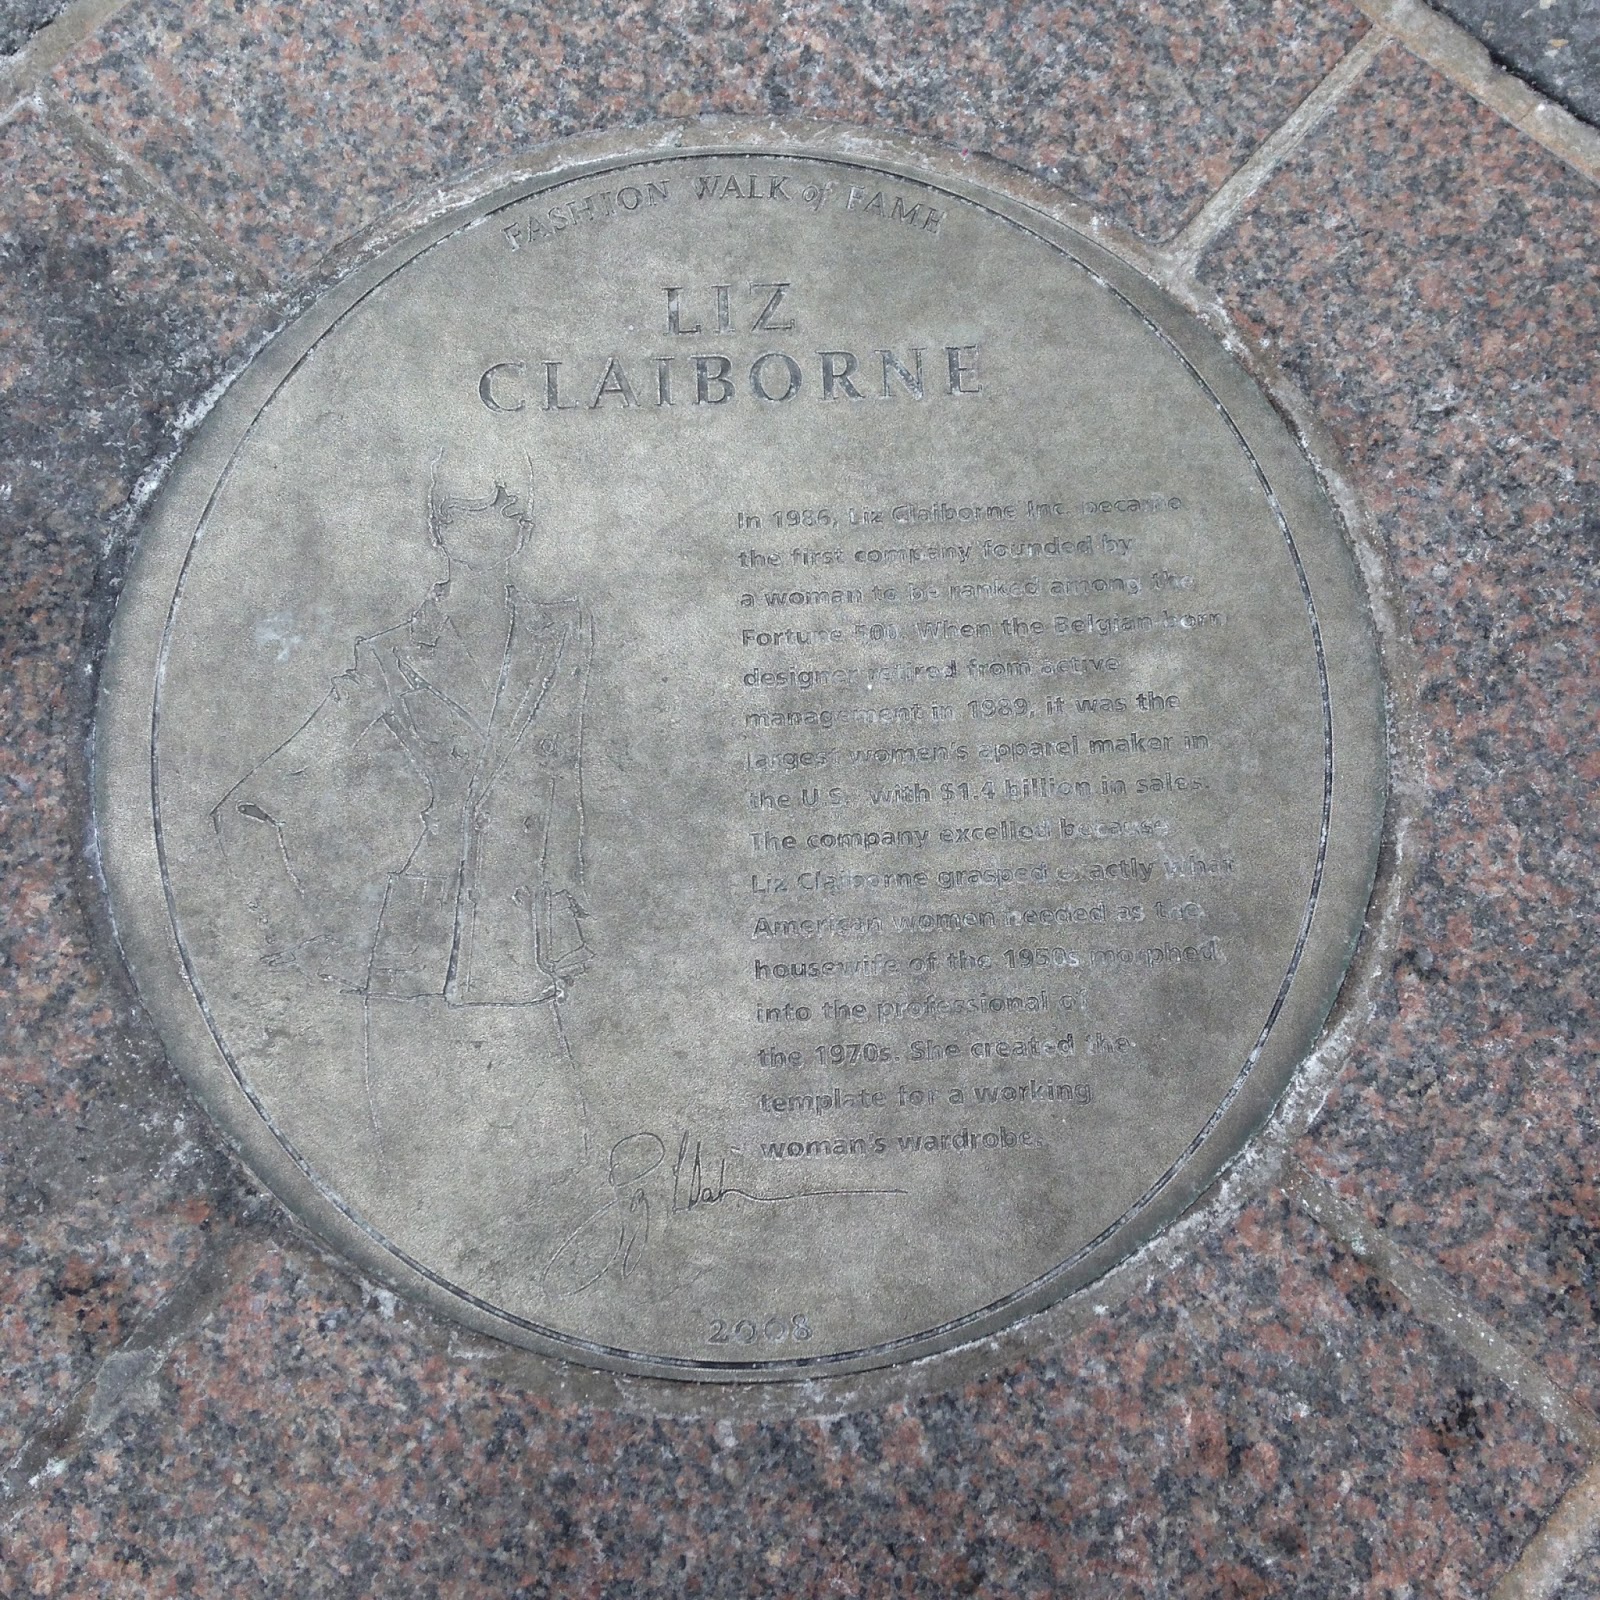 FASHION WALK of FAME
LIZ
CLAIBORNE
In 1986, Liz Claiborne Inc. became
the first company founded by
a woman to be ranked among the
Fortune 500. When the Belgian born
designer retired from active
management in 1989, it was the
largest women's apparel maker in
the U.S., with $1.4 billion in sales.
The company excelled because
Liz Claiborne grasped exactly what
American women needed as the
housewife of the 1950s morphed
into the professional of
the 1970s. She created the
template for a working
woman's wardrobe.
2008